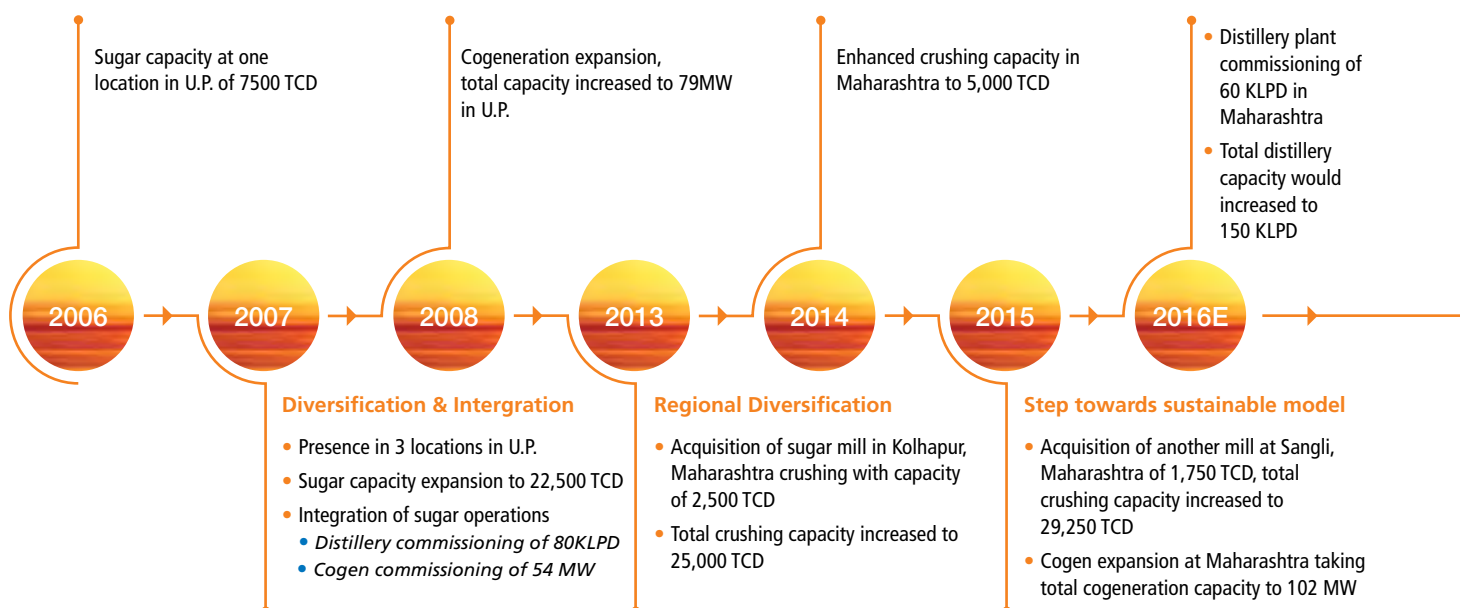 Sugar capacity at one
location in U.P. of 7500 TCD
Cogeneration expansion,
total capacity increased to 79MW
in U.P.
Enhanced crushing capacity in
Maharashtra to 5,000 TCD
• Distillery plant
commissioning of
60 KLPD in
Maharashtra
• Total distillery
capacity would
increased to
150 KLPD
2006
2007
2008
2013
2014
2015
2016E
Diversification & Intergration
• Presence in 3 locations in U.P.
• Sugar capacity expansion to 22,500 TCD
• Integration of sugar operations
• Distillery commissioning of 80KLPD
• Cogen commissioning of 54 MW
Regional Diversification
• Acquisition of sugar mill in Kolhapur,
Maharashtra crushing with capacity
of 2,500 TCD
• Total crushing capacity increased to
25,000 TCD
Step towards sustainable model
• Acquisition of another mill at Sangli,
Maharashtra of 1,750 TCD, total
crushing capacity increased to
29,250 TCD
• Cogen expansion at Maharashtra taking
total cogeneration capacity to 102 MW